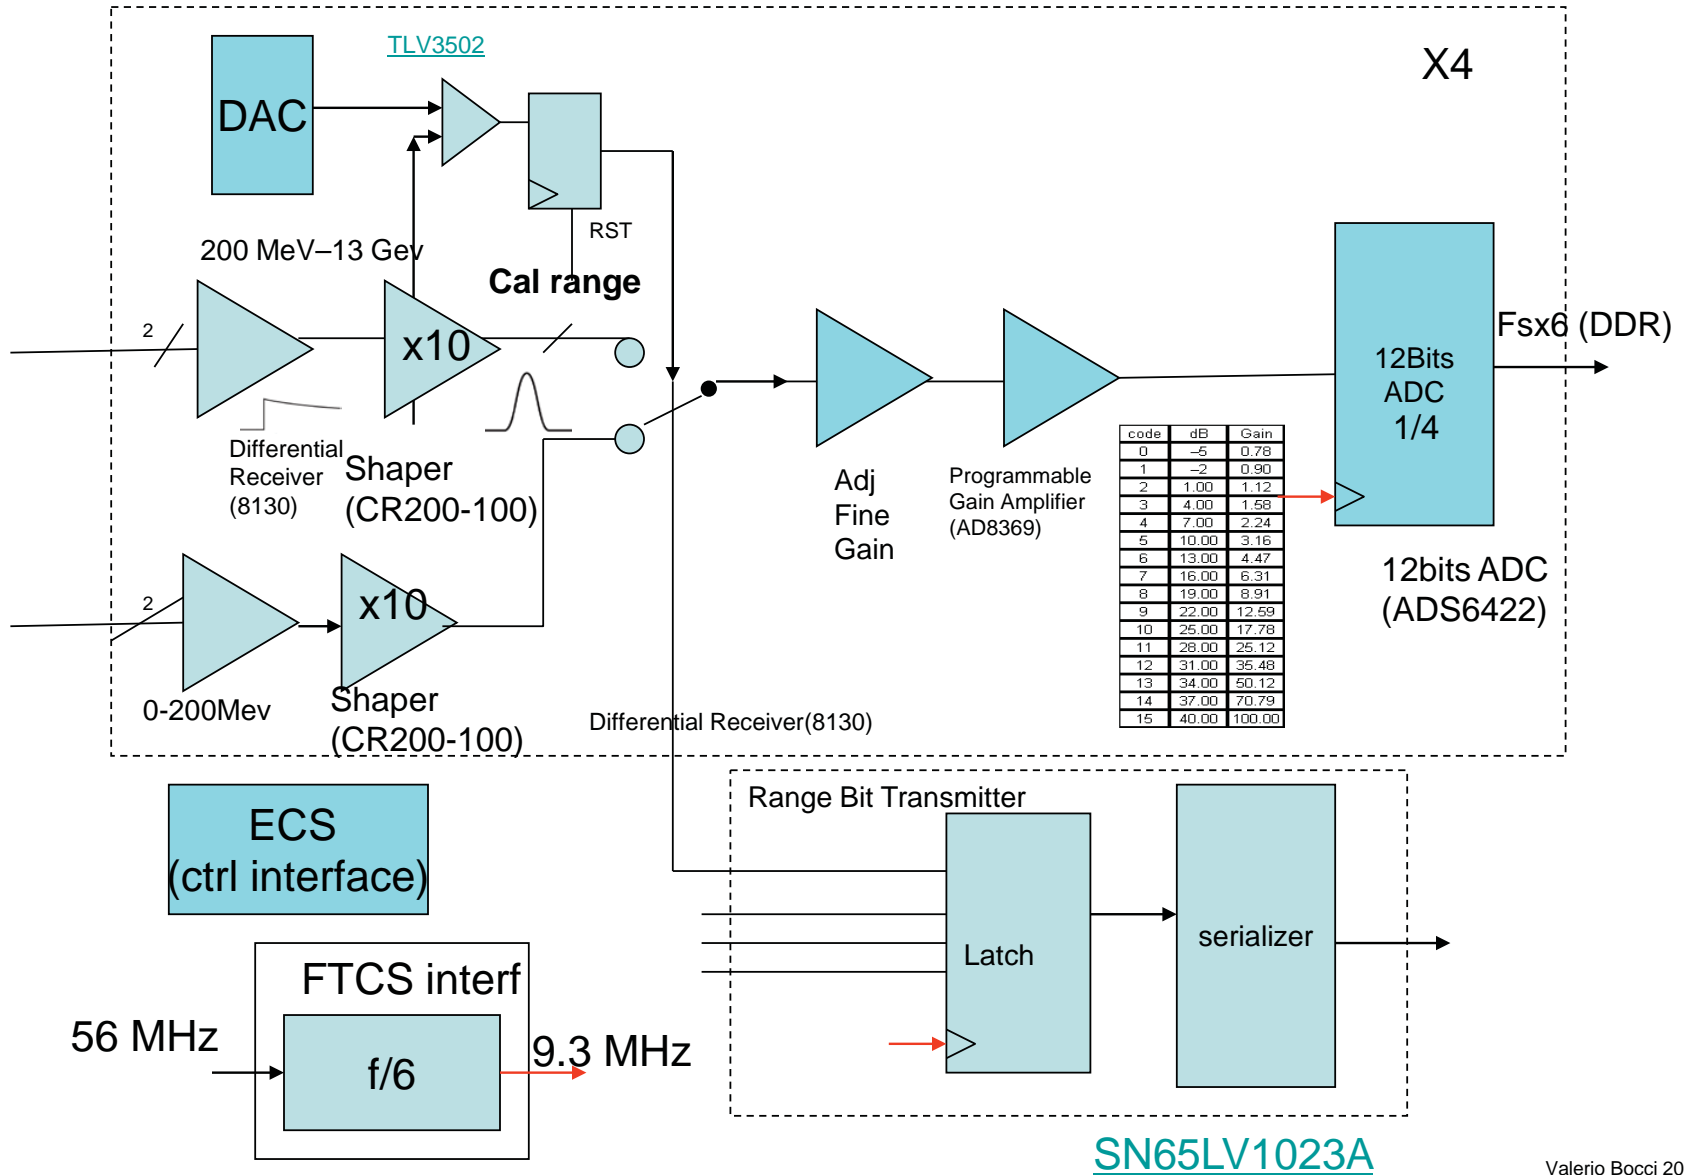 TLV3502
X4
DAC
RST
200 MeV–13 Gev
Cal range
2
x10
Fsx6 (DDR)
12Bits
ADC
1/4
Differential
Receiver
(8130)
Shaper
(CR200-100)
Adj
Fine
Gain
Programmable
Gain Amplifier
(AD8369)
code dB Gain
0 –5 0.78
1 –2 0.90
2 1.00 1.12
3 4.00 1.58
4 7.00 2.24
5 10.00 3.16
6 13.00 4.47
7 16.00 6.31
8 19.00 8.91
9 22.00 12.59
10 25.00 17.78
11 28.00 25.12
12 31.00 35.48
13 34.00 50.12
14 37.00 70.79
15 40.00 100.00
12bits ADC
(ADS6422)
2
x10
0-200Mev
Shaper
(CR200-100)
Differential Receiver(8130)
ECS
(ctrl interface)
Range Bit Transmitter
Latch
serializer
FTCS interf
56 MHz
f/6
9.3 MHz
SN65LV1023A
Valerio Bocci 20